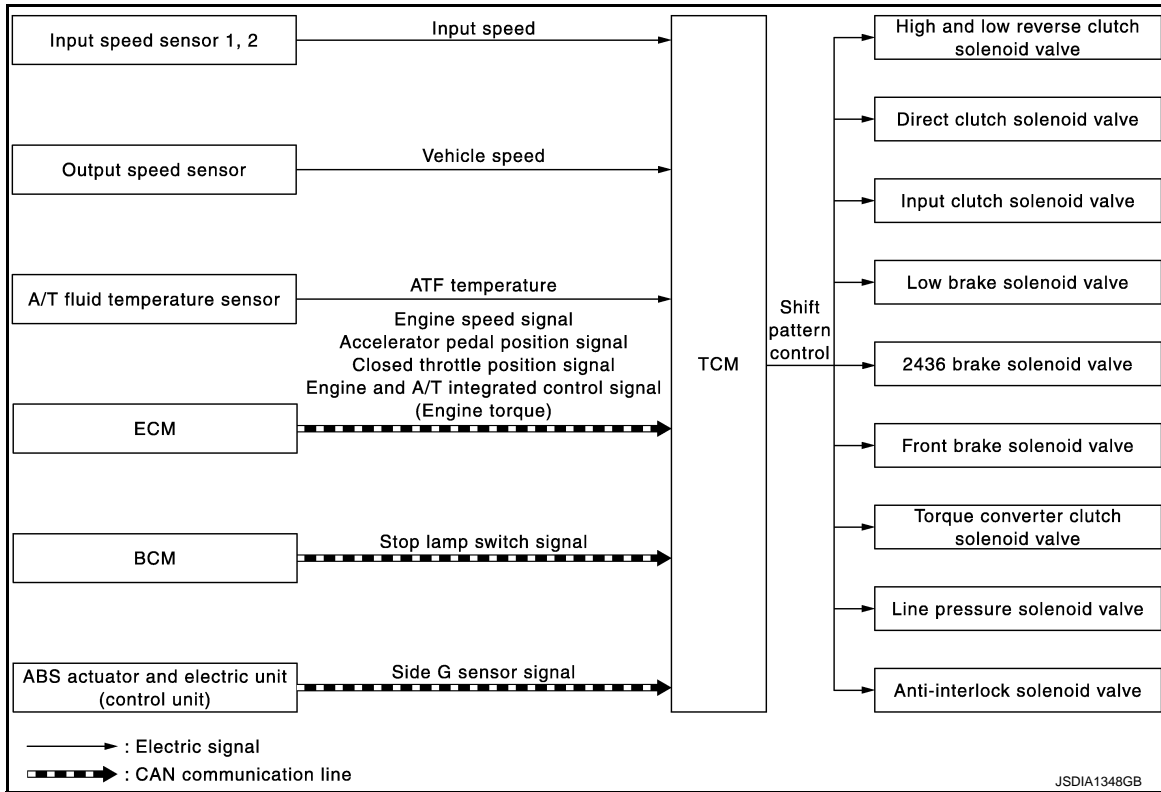 Input speed sensor 1, 2
Input speed
Output speed sensor
Vehicle speed
A/T fluid temperature sensor
ATF temperature
Engine speed signal
Accelerator pedal position signal
Closed throttle position signal
Engine and A/T integrated control signal
(Engine torque)
ECM
BCM
Stop lamp switch signal
ABS actuator and electric unit
(control unit)
Side G sensor signal
TCM
Shift
pattern
control
High and low reverse clutch
solenoid valve
Direct clutch solenoid valve
Input clutch solenoid valve
Low brake solenoid valve
2436 brake solenoid valve
Front brake solenoid valve
Torque converter clutch
solenoid valve
Line pressure solenoid valve
Anti-interlock solenoid valve
: Electric signal
: CAN communication line
JSDIA1348GB